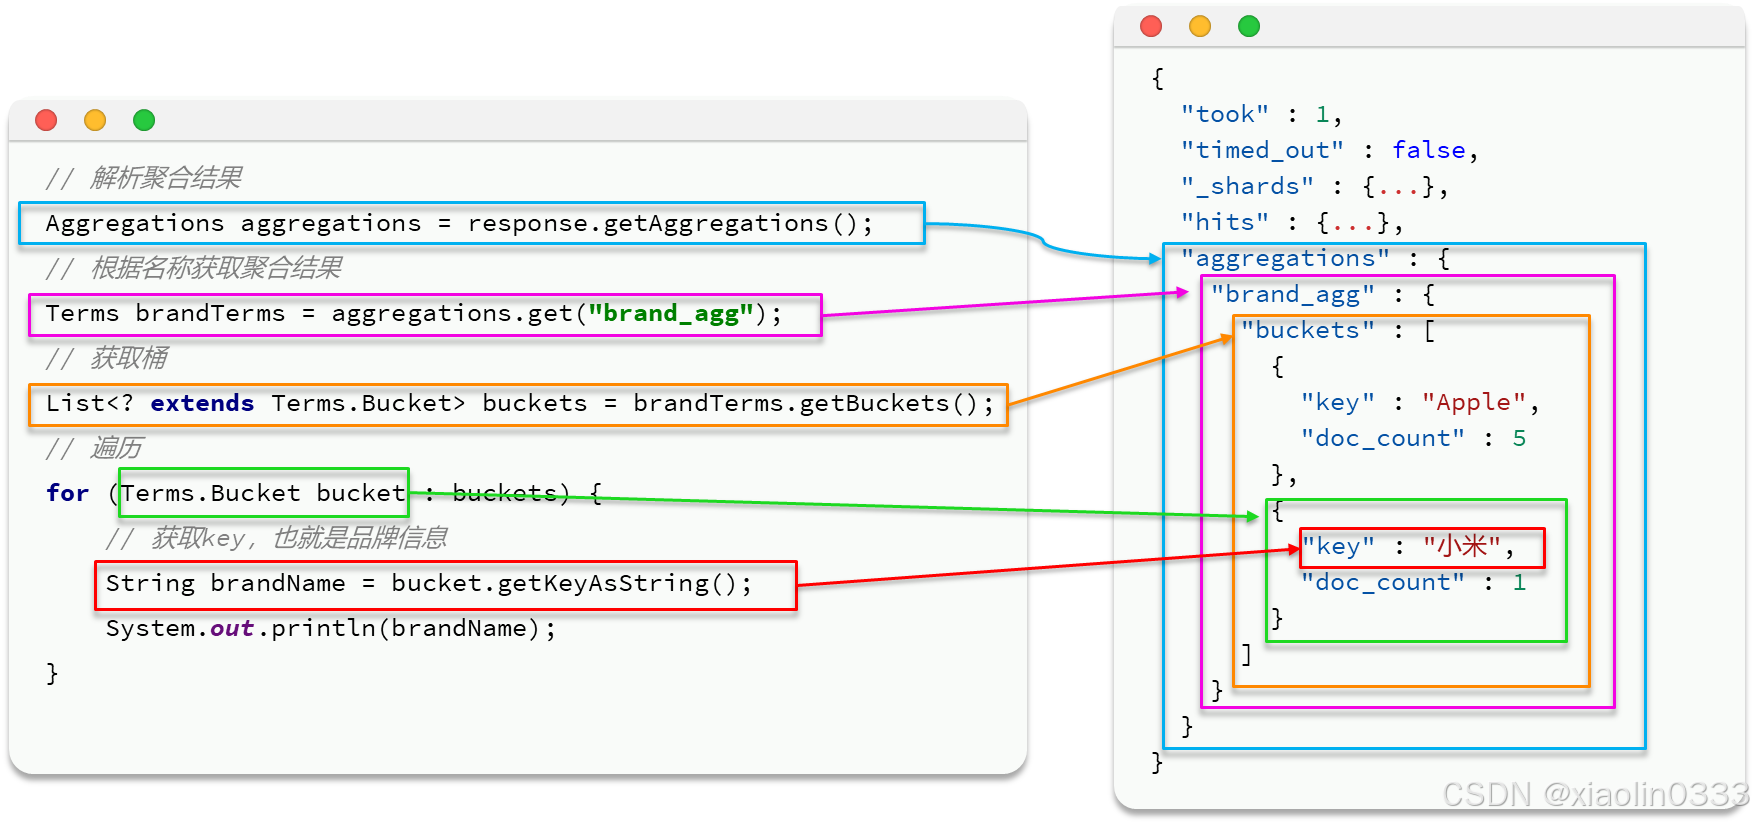 // 解析聚合结果
Aggregations aggregations = response.getAggregations();
// 根据名称获取聚合结果
Terms brandTerms = aggregations.get("brand_agg");
// 获取桶
List<? extends Terms.Bucket> buckets = brandTerms.getBuckets();
// 遍历
for (Terms.Bucket bucket : buckets) {
// 获取key，也就是品牌信息
String brandName = bucket.getKeyAsString();
System.out.println(brandName);
}
{
"took" : 1,
"timed_out" : false,
"_shards" : {...},
"hits" : {...},
"aggregations" : {
"brand_agg" : {
"buckets" : [
{
"key" : "Apple",
"doc_count" : 5
},
{
"key" : "小米",
"doc_count" : 1
}
]
}
}
}
CSDN @xiaolin0333